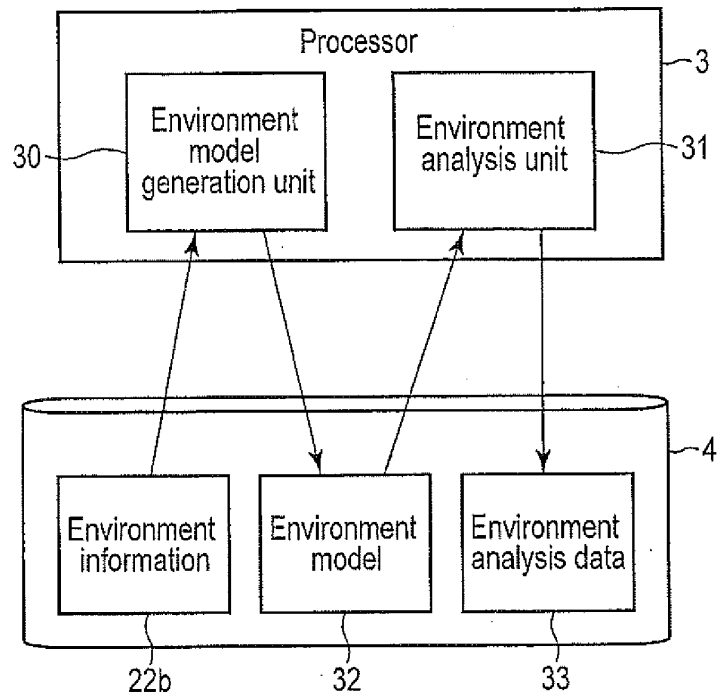 Processor
3
30
Environment
model
generation unit
Environment
analysis unit
31
4
Environment
information
Environment
model
Environment
analysis data
22b
32
33